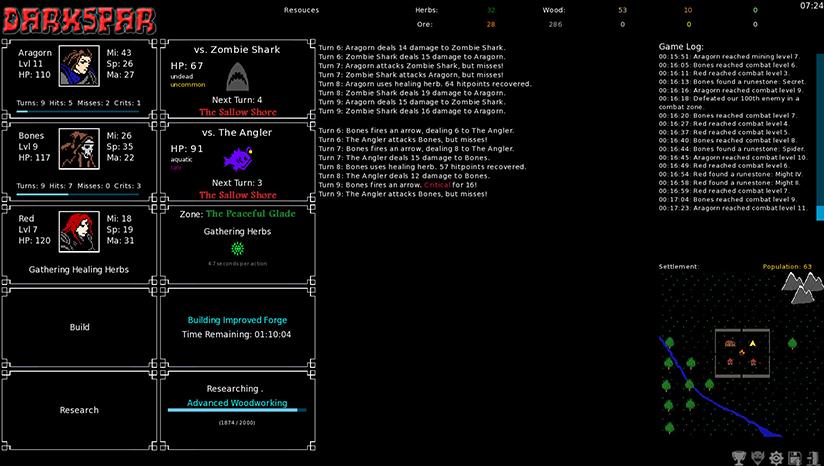 DARKSPAR
Resouces
Herbs: 32 Wood: 53 10 0
Ore: 28 286 0 0 0
07:24
Aragorn
Lvl 11
HP: 110
Mi: 43
Sp: 26
Ma: 27
Turns: 9 Hits: 5 Misses: 2 Crits: 1
vs. Zombie Shark
HP: 67
undead
uncommon
Next Turn: 4
The Sallow Shore
Turn 6: Aragorn deals 14 damage to Zombie Shark.
Turn 6: Zombie Shark deals 15 damage to Aragorn.
Turn 7: Aragorn attacks Zombie Shark, but misses!
Turn 7: Zombie Shark attacks Aragorn, but misses!
Turn 8: Aragorn uses healing herb. 64 hitpoints recovered.
Turn 8: Zombie Shark deals 19 damage to Aragorn.
Turn 9: Aragorn deals 15 damage to Zombie Shark.
Turn 9: Zombie Shark deals 16 damage to Aragorn.
Bones
Lvl 9
HP: 117
Mi: 26
Sp: 35
Ma: 22
Turns: 9 Hits: 7 Misses: 0 Crits: 3
vs. The Angler
HP: 91
aquatic
rare
Next Turn: 3
The Sallow Shore
Turn 6: Bones fires an arrow, dealing 6 to The Angler.
Turn 6: The Angler attacks Bones, but misses!
Turn 7: Bones fires an arrow, dealing 8 to The Angler.
Turn 7: The Angler deals 15 damage to Bones.
Turn 8: Bones uses healing herb. 57 hitpoints recovered.
Turn 8: The Angler deals 12 damage to Bones.
Turn 9: Bones fires an arrow. Critical for 16!
Turn 9: The Angler attacks Bones, but misses!
Red
Lvl 7
HP: 120
Mi: 18
Sp: 19
Ma: 31
Gathering Healing Herbs
Zone: The Peaceful Glade
Gathering Herbs
4.7 seconds per action
Build
Building Improved Forge
Time Remaining: 01:10:04
Research
Researching .
Advanced Woodworking
(1874 / 2000)
Game Log:
00:15:51: Aragorn reached mining level 7.
00:16:05: Bones reached combat level 6.
00:16:11: Red reached combat level 3.
00:16:13: Bones found a runestone: Secret.
00:16:16: Aragorn reached combat level 9.
00:16:18: Defeated our 100th enemy in a
combat zone.
00:16:20: Bones reached combat level 7.
00:16:27: Red reached combat level 4.
00:16:37: Red reached combat level 5.
00:16:40: Bones reached combat level 8.
00:16:44: Bones found a runestone: Spider.
00:16:45: Aragorn reached combat level 10.
00:16:49: Red reached combat level 6.
00:16:54: Red found a runestone: Might IV.
00:16:58: Red found a runestone: Might II.
00:16:59: Red reached combat level 7.
00:17:04: Bones reached combat level 9.
00:17:23: Aragorn reached combat level 11.
Settlement:
Population: 63